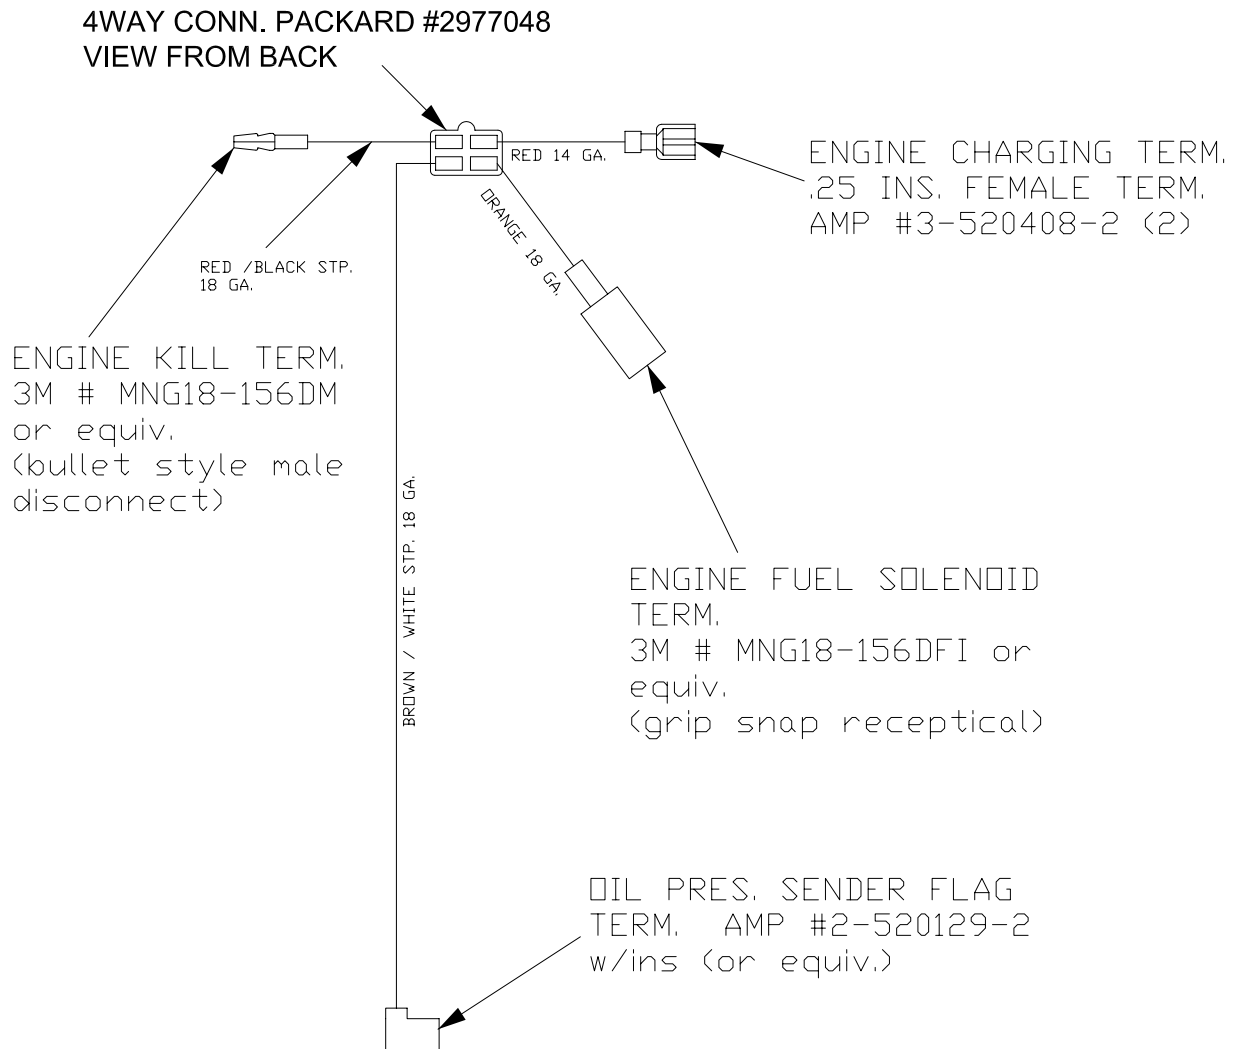 4WAY CONN. PACKARD #2977048
VIEW FROM BACK
RED 14 GA.
ENGINE CHARGING TERM.
.25 INS. FEMALE TERM.
AMP #3-520408-2 (2)
ORANGE 18 GA.
RED /BLACK STP.
18 GA.
ENGINE KILL TERM.
3M # MNG18-156DM
or equiv.
(bullet style male
disconnect)
BROWN / WHITE STP. 18 GA.
ENGINE FUEL SOLENOID
TERM.
3M # MNG18-156DFI or
equiv.
(grip snap receptical)
OIL PRES. SENDER FLAG
TERM. AMP #2-520129-2
w/ins (or equiv.)